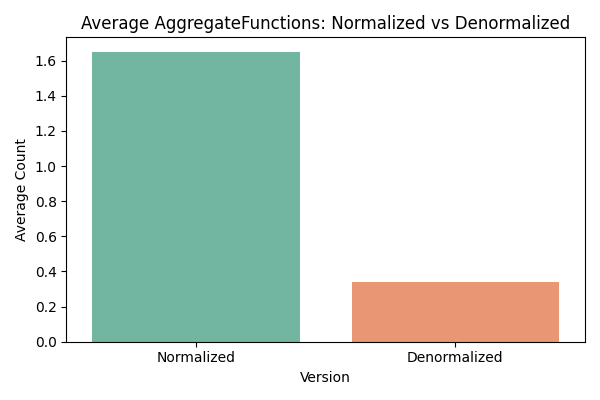 Average AggregateFunctions: Normalized vs Denormalized
Average Count
1.6
1.4
1.2
1.0
0.8
0.6
0.4
0.2
0.0
Normalized
Denormalized
Version